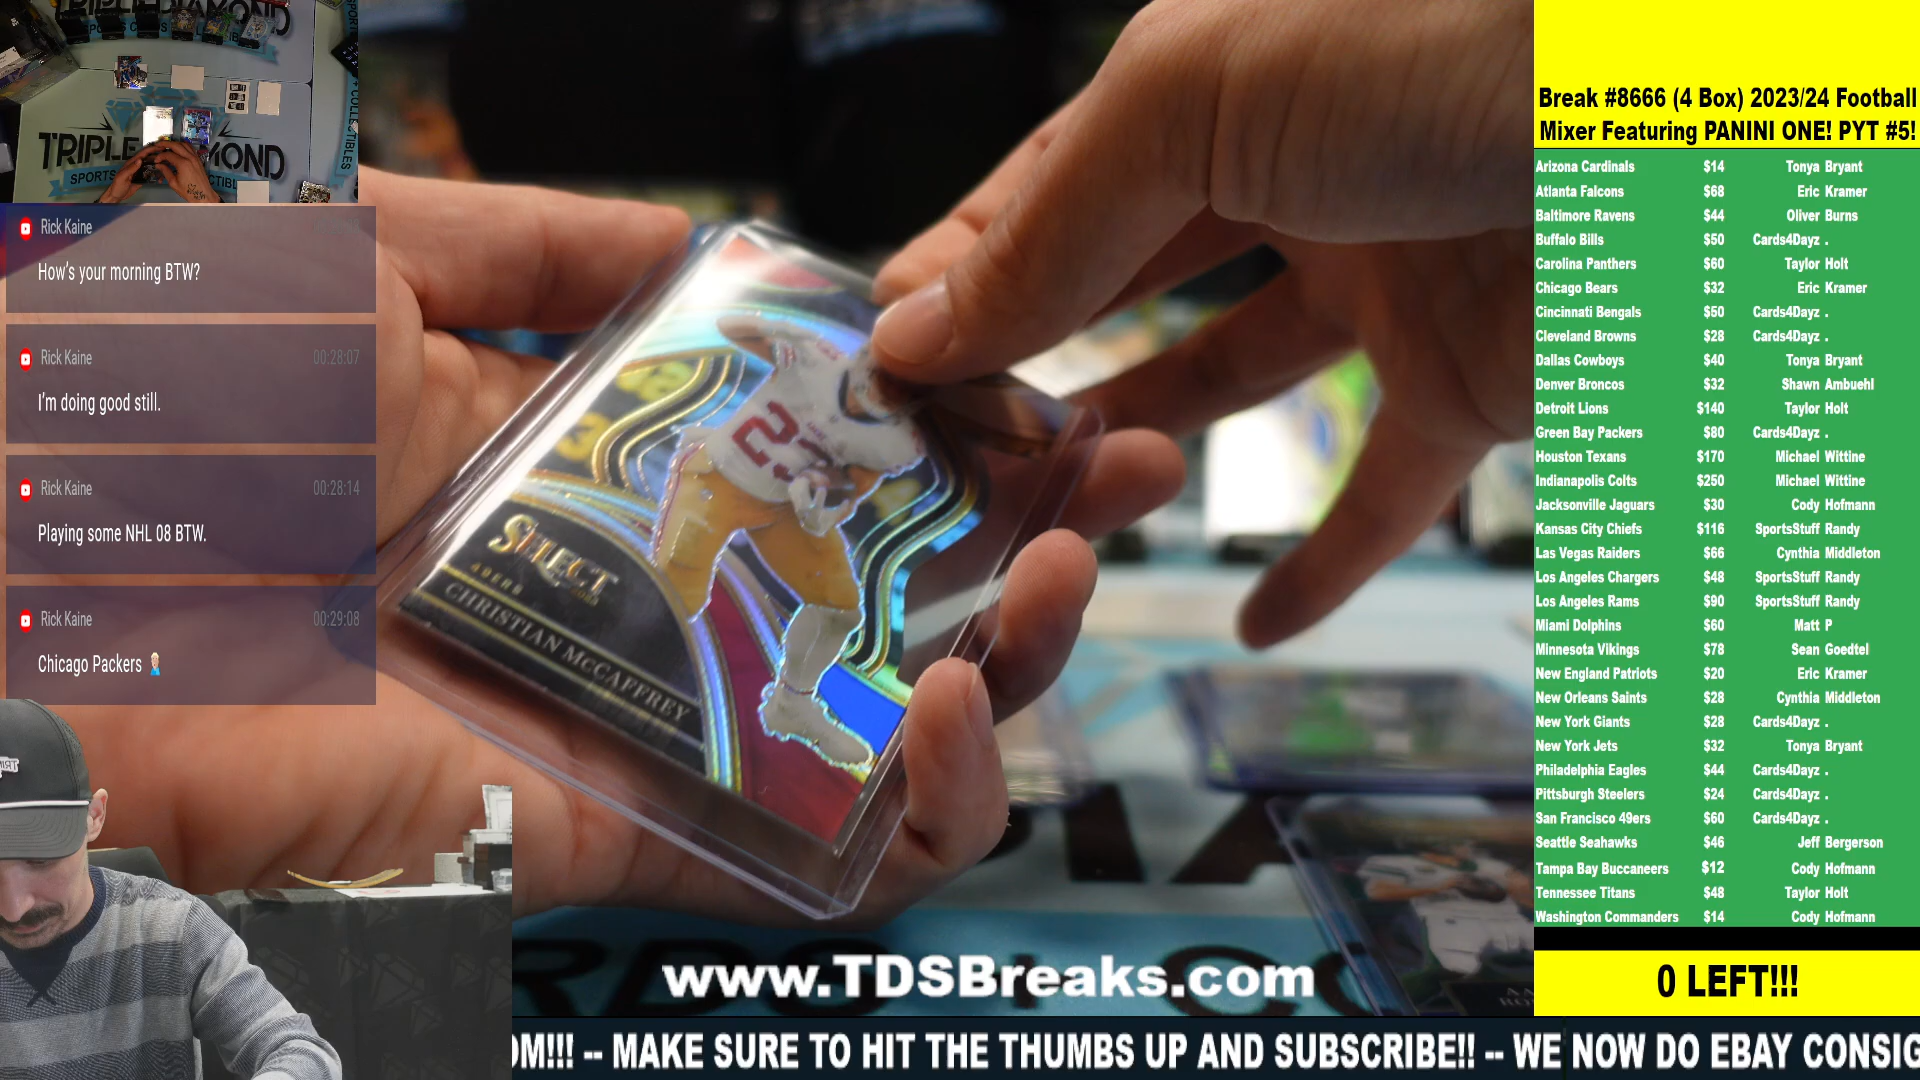 TRIPLE DIAMOND
SPORTS
COLLECTIBLES
Rick Kaine
How's your morning BTW?
Rick Kaine 00:28:07
I'm doing good still.
Rick Kaine 00:28:14
Playing some NHL 08 BTW.
Rick Kaine 00:29:08
Chicago Packers
23
SELECT
49ERS
CHRISTIAN McCAFFREY
www.TDSBreaks.com
OM!!! -- MAKE SURE TO HIT THE THUMBS UP AND SUBSCRIBE!! -- WE NOW DO EBAY CONSIG
Break #8666 (4 Box) 2023/24 Football
Mixer Featuring PANINI ONE! PYT #5!
Arizona Cardinals $14 Tonya Bryant
Atlanta Falcons $68 Eric Kramer
Baltimore Ravens $44 Oliver Burns
Buffalo Bills $50 Cards4Dayz .
Carolina Panthers $60 Taylor Holt
Chicago Bears $32 Eric Kramer
Cincinnati Bengals $50 Cards4Dayz .
Cleveland Browns $28 Cards4Dayz .
Dallas Cowboys $40 Tonya Bryant
Denver Broncos $32 Shawn Ambuehl
Detroit Lions $140 Taylor Holt
Green Bay Packers $80 Cards4Dayz .
Houston Texans $170 Michael Wittine
Indianapolis Colts $250 Michael Wittine
Jacksonville Jaguars $30 Cody Hofmann
Kansas City Chiefs $116 SportsStuff Randy
Las Vegas Raiders $66 Cynthia Middleton
Los Angeles Chargers $48 SportsStuff Randy
Los Angeles Rams $90 SportsStuff Randy
Miami Dolphins $60 Matt P
Minnesota Vikings $78 Sean Goedtel
New England Patriots $20 Eric Kramer
New Orleans Saints $28 Cynthia Middleton
New York Giants $28 Cards4Dayz .
New York Jets $32 Tonya Bryant
Philadelphia Eagles $44 Cards4Dayz .
Pittsburgh Steelers $24 Cards4Dayz .
San Francisco 49ers $60 Cards4Dayz .
Seattle Seahawks $46 Jeff Bergerson
Tampa Bay Buccaneers $12 Cody Hofmann
Tennessee Titans $48 Taylor Holt
Washington Commanders $14 Cody Hofmann
0 LEFT!!!